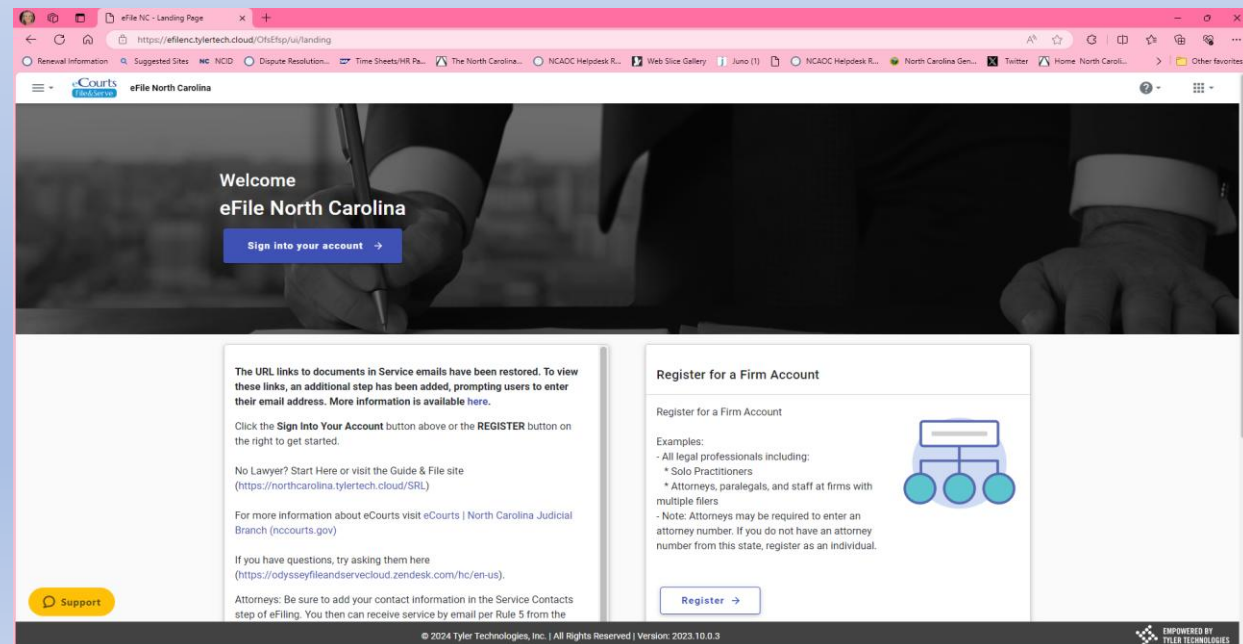 eFile NC - Landing Page
https://efilenc.tylertech.cloud/OfsEfsp/ui/landing
Renewal Information
Suggested Sites
NC NCID
Dispute Resolution...
Time Sheets/HR Pa...
The North Carolina...
NCAOC Helpdesk R...
Web Slice Gallery
Juno (1)
NCAOC Helpdesk R...
North Carolina Gen...
Twitter
Home North Caroli...
Other favorites
eCourts
File&Serve
eFile North Carolina
Welcome
eFile North Carolina
Sign into your account →
The URL links to documents in Service emails have been restored. To view
these links, an additional step has been added, prompting users to enter
their email address. More information is available here.
Click the Sign Into Your Account button above or the REGISTER button on
the right to get started.
No Lawyer? Start Here or visit the Guide & File site
(https://northcarolina.tylertech.cloud/SRL)
For more information about eCourts visit eCourts | North Carolina Judicial
Branch (nccourts.gov)
If you have questions, try asking them here
(https://odysseyfileandservecloud.zendesk.com/hc/en-us).
Attorneys: Be sure to add your contact information in the Service Contacts
step of eFiling. You then can receive service by email per Rule 5 from the
Register for a Firm Account
Register for a Firm Account
Examples:
- All legal professionals including:
* Solo Practitioners
* Attorneys, paralegals, and staff at firms with
multiple filers
- Note: Attorneys may be required to enter an
attorney number. If you do not have an attorney
number from this state, register as an individual.
Register →
Support
© 2024 Tyler Technologies, Inc. | All Rights Reserved | Version: 2023.10.0.3
EMPOWERED BY
TYLER TECHNOLOGIES